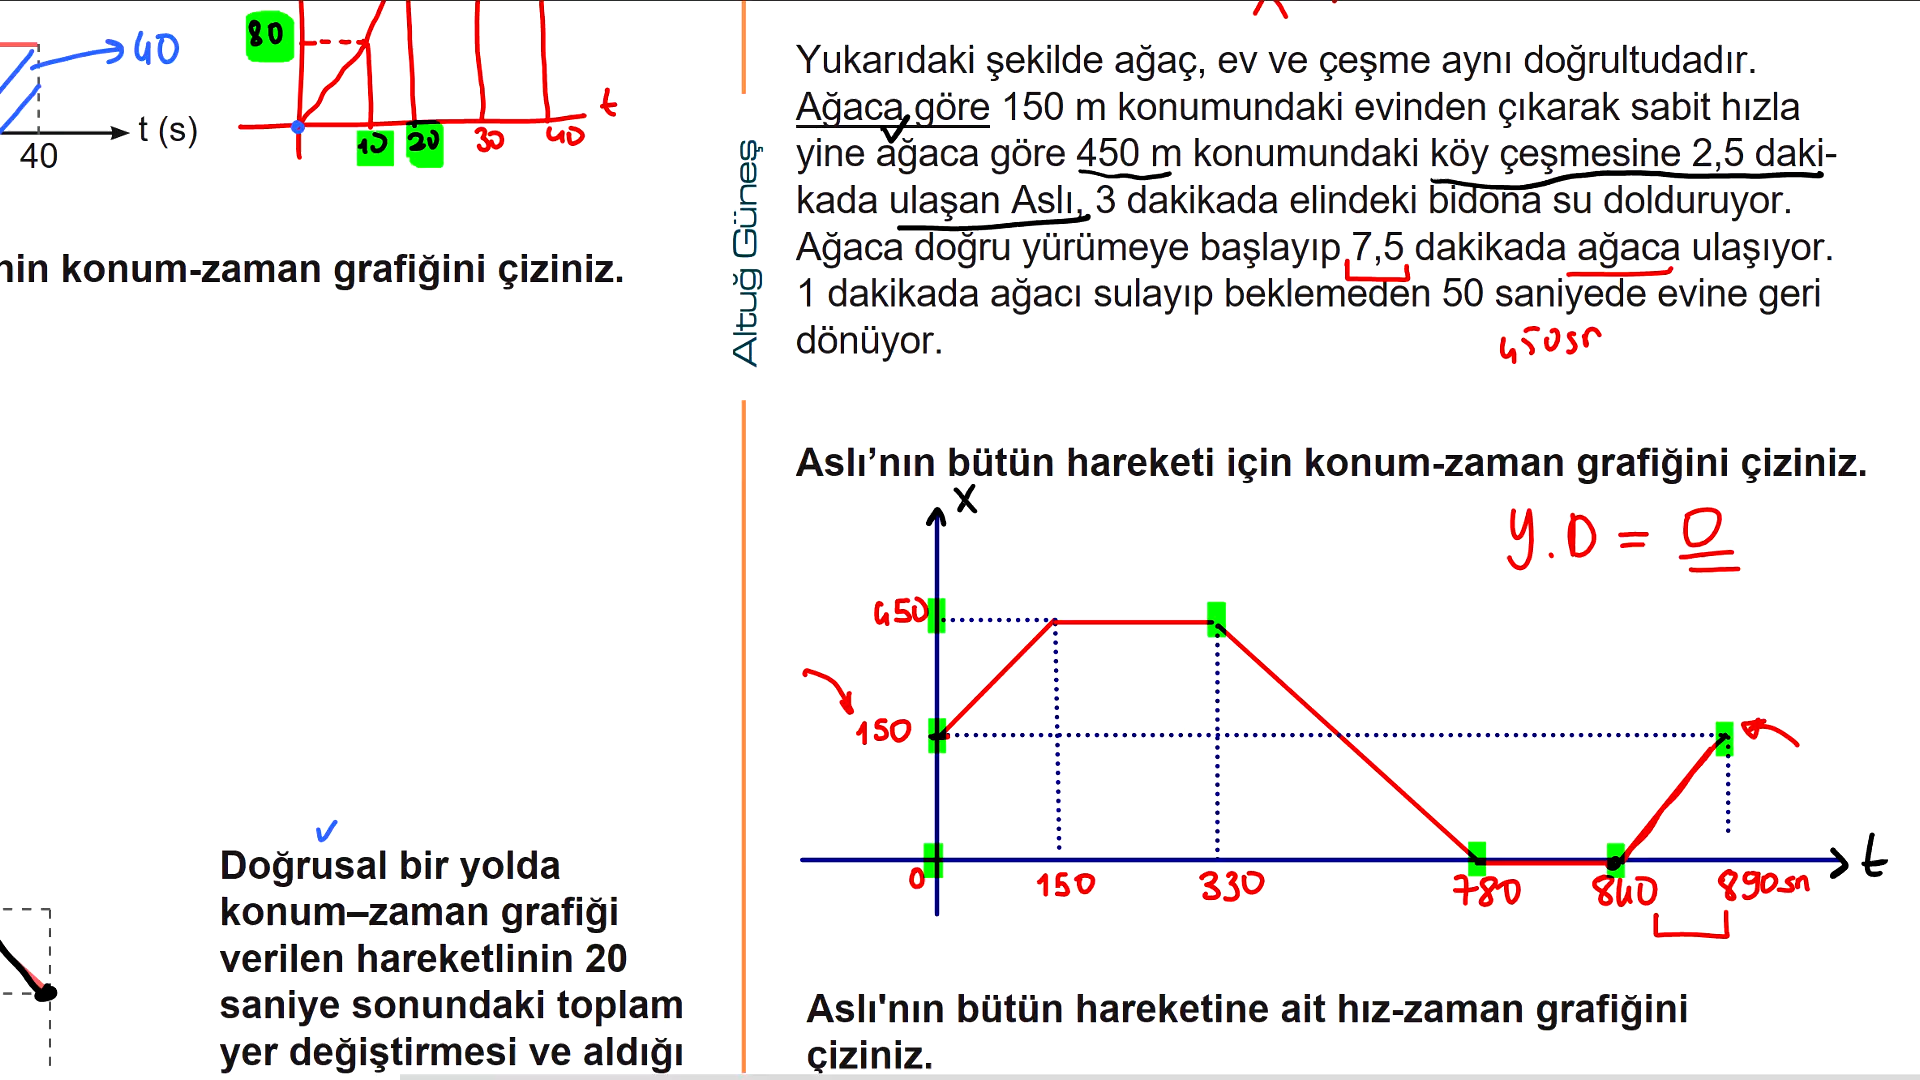 80
40
t (s)
40
10
20
30
40
t
nin konum-zaman grafiğini çiziniz.
Doğrusal bir yolda
konum–zaman grafiği
verilen hareketlinin 20
saniye sonundaki toplam
yer değiştirmesi ve aldığı
Altuğ Güneş
Yukarıdaki şekilde ağaç, ev ve çeşme aynı doğrultudadır.
Ağaca göre 150 m konumundaki evinden çıkarak sabit hızla
yine ağaca göre 450 m konumundaki köy çeşmesine 2,5 daki-
kada ulaşan Aslı, 3 dakikada elindeki bidona su dolduruyor.
Ağaca doğru yürümeye başlayıp 7,5 dakikada ağaca ulaşıyor.
1 dakikada ağacı sulayıp beklemeden 50 saniyede evine geri
dönüyor.
450sn
Aslı’nın bütün hareketi için konum-zaman grafiğini çiziniz.
x
y.D = 0
450
150
0
150
330
780
840
890sn
t
Aslı'nın bütün hareketine ait hız-zaman grafiğini
çiziniz.